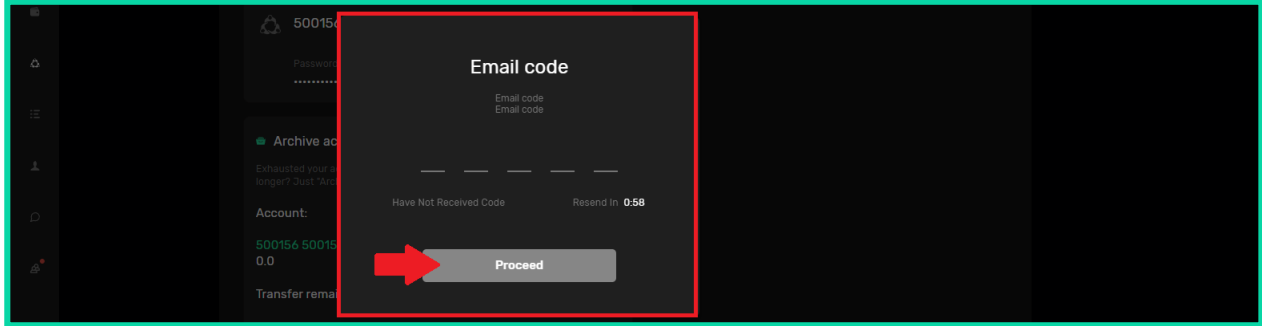 500156
Password
Email code
Email code
Email code
Archive ac
Exhausted your a
longer? Just "Arc
Have Not Received Code
Resend In 0:58
Account:
500156 50015
0.0
Proceed
Transfer remai